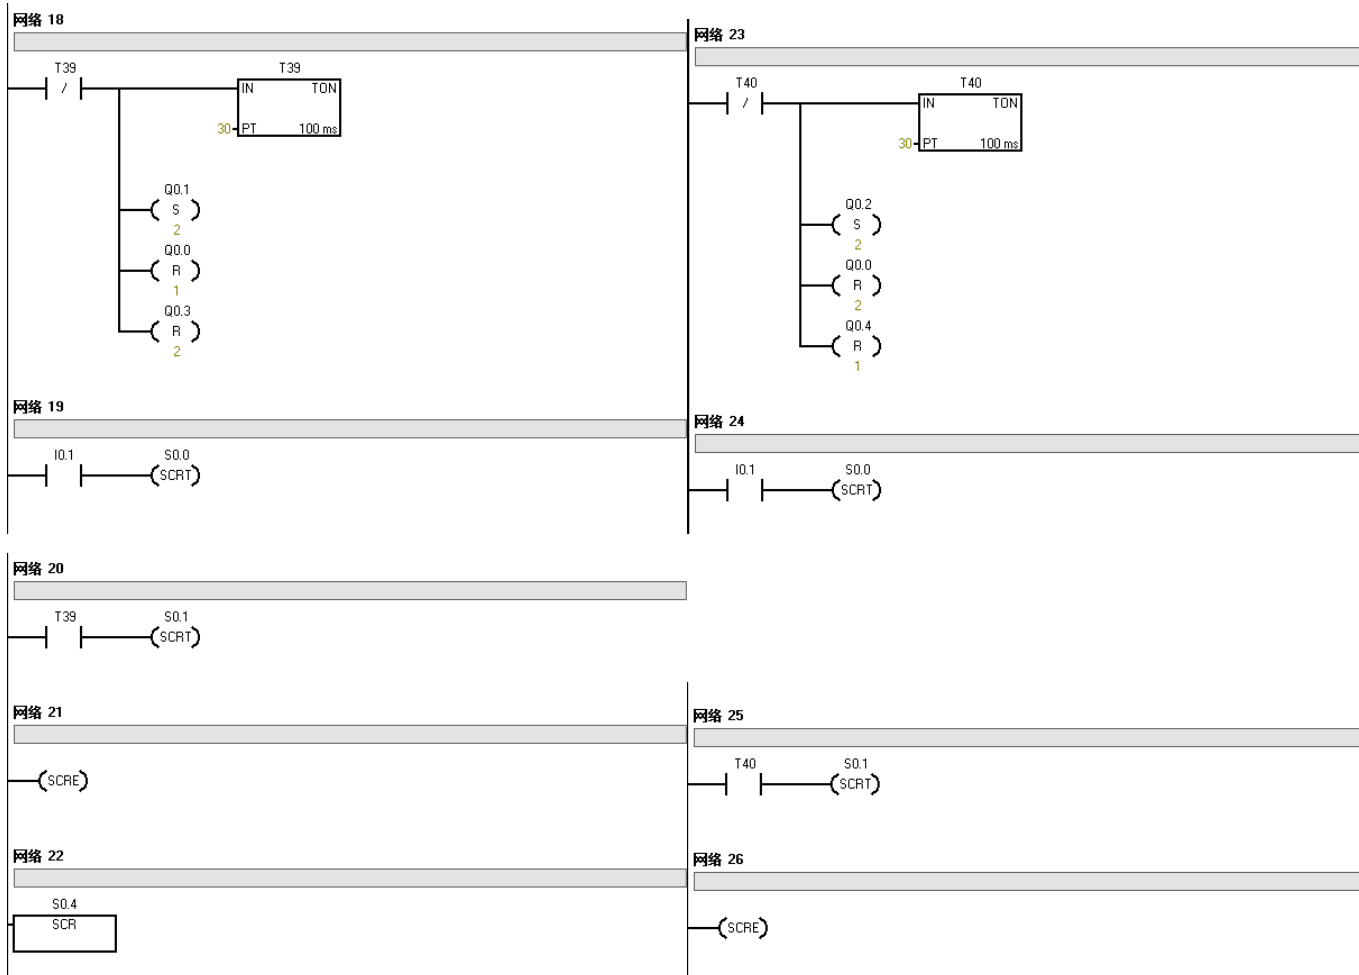 网络 18
T39
T39
/
IN TON
30 PT 100 ms
Q0.1
S
2
Q0.0
R
1
Q0.3
R
2
网络 19
I0.1 S0.0
SCRT
网络 20
T39 S0.1
SCRT
网络 21
SCRE
网络 22
S0.4
SCR
网络 23
T40
T40
/
IN TON
30 PT 100 ms
Q0.2
S
2
Q0.0
R
2
Q0.4
R
1
网络 24
I0.1 S0.0
SCRT
网络 25
T40 S0.1
SCRT
网络 26
SCRE